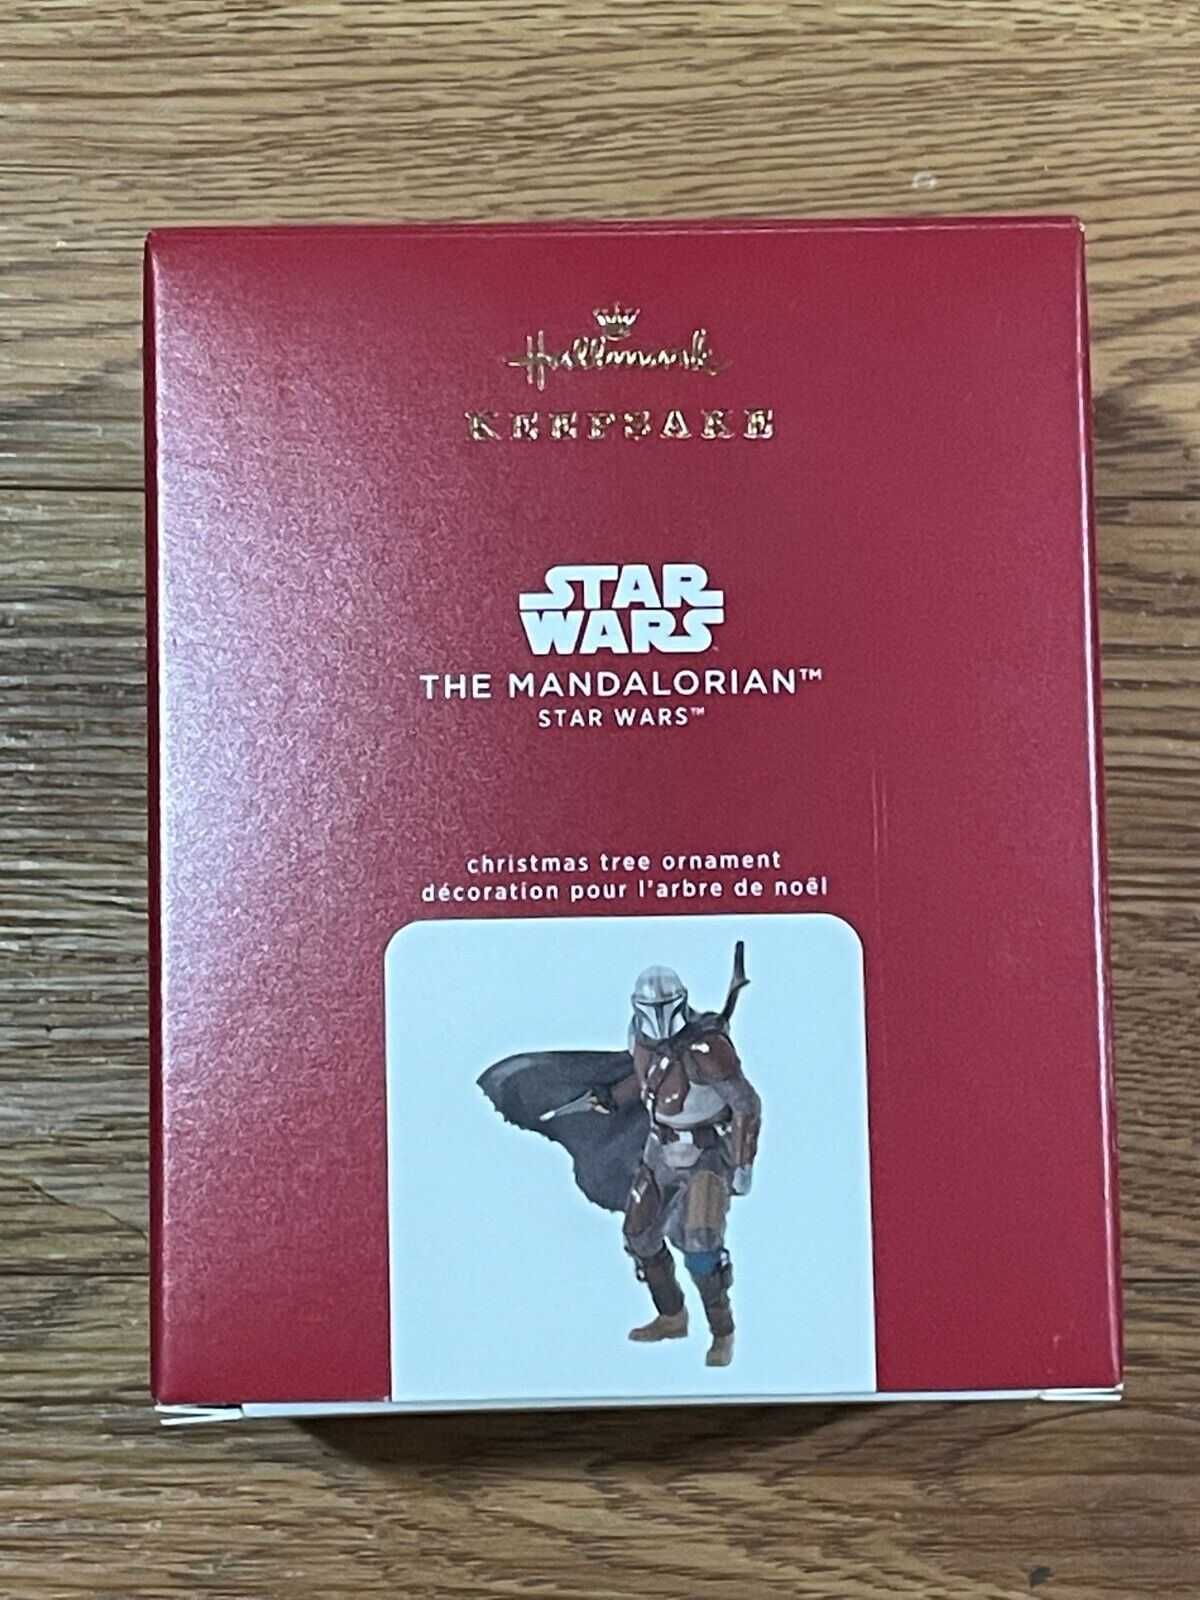 Hallmark
KEEPSAKE
STAR
WARS
THE MANDALORIAN™
STAR WARS™
christmas tree ornament
décoration pour l'arbre de noël